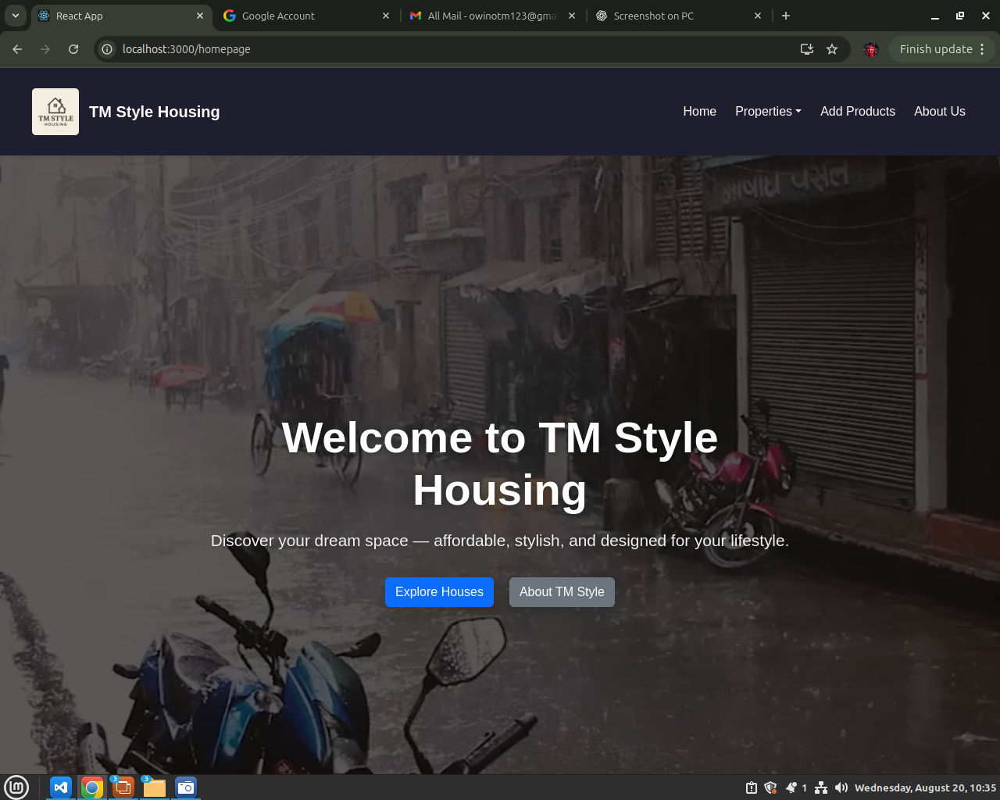 React App
Google Account
All Mail - owinotm123@gma
Screenshot on PC
localhost:3000/homepage
Finish update
TM STYLE
HOUSING
TM Style Housing
Home
Properties
Add Products
About Us
Welcome to TM Style
Housing
Discover your dream space — affordable, stylish, and designed for your lifestyle.
Explore Houses
About TM Style
3
3
1
Wednesday, August 20, 10:35